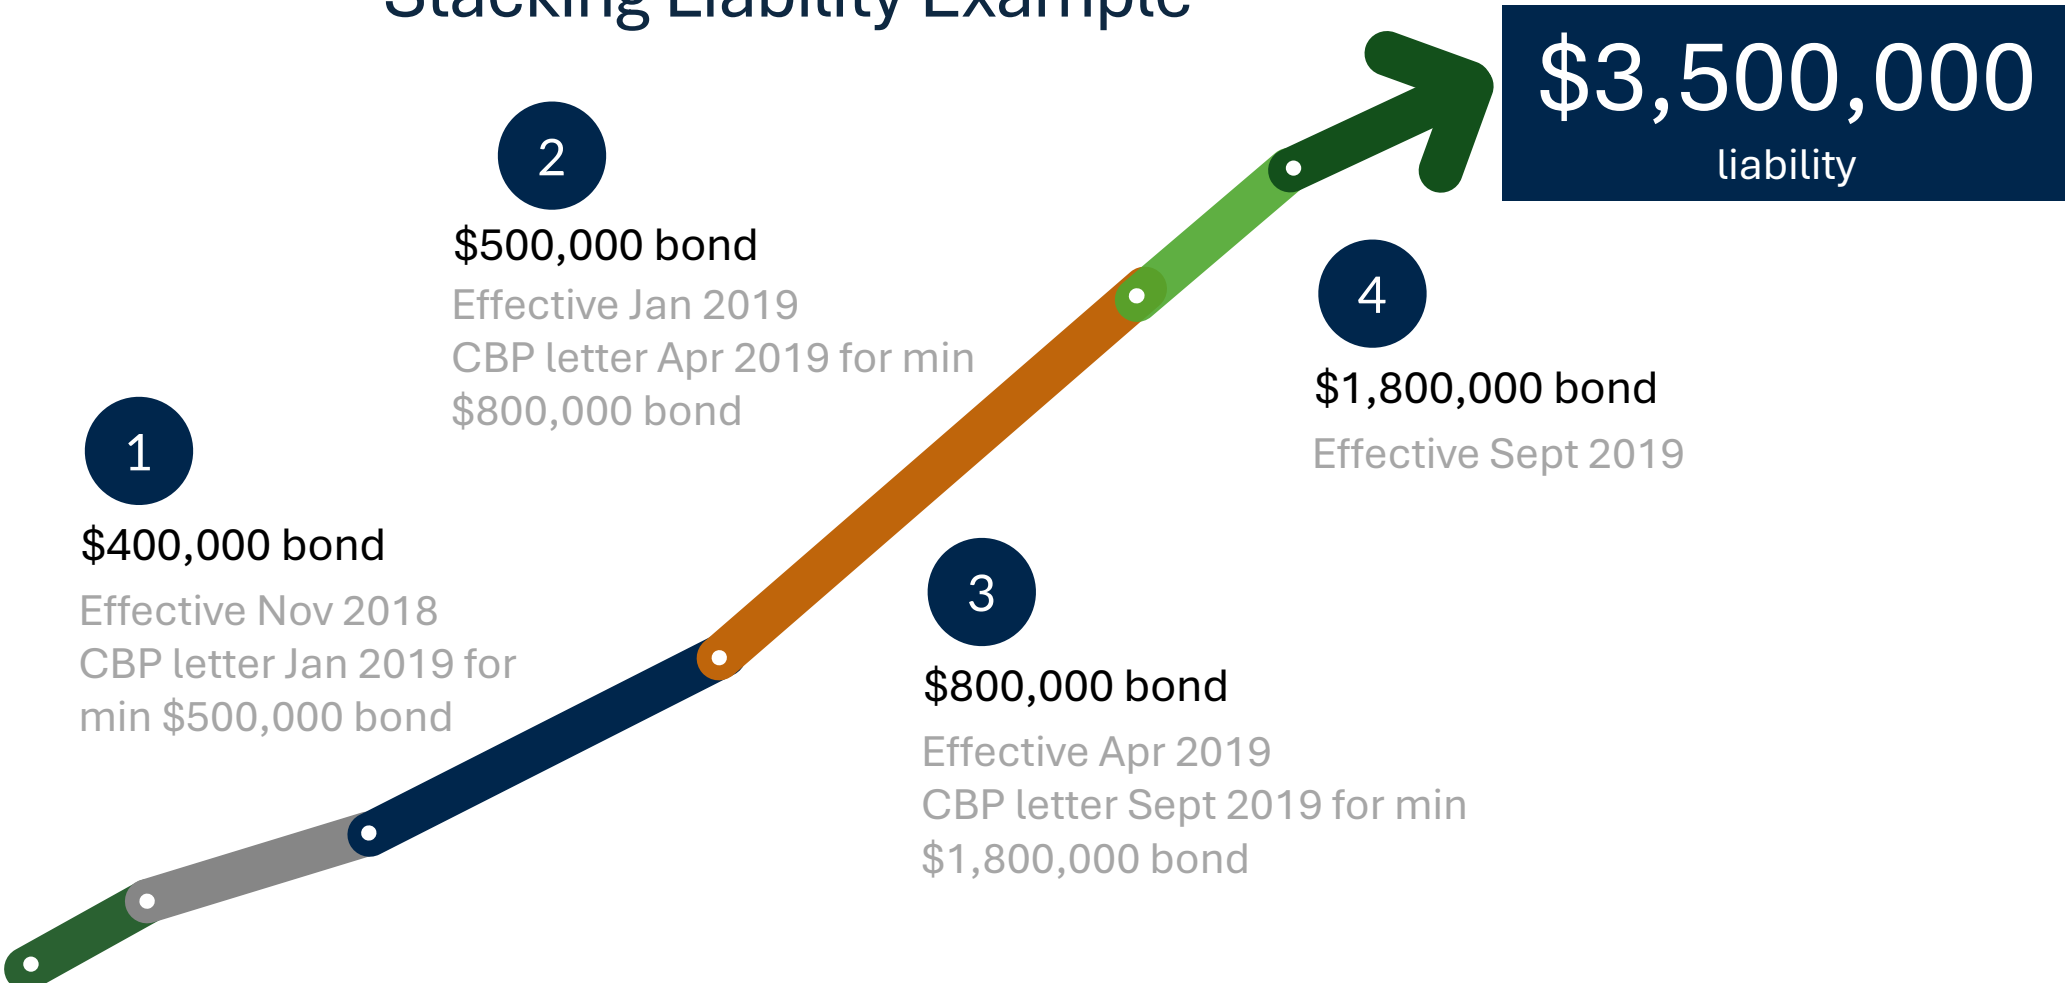 Stacking Liability Example
$3,500,000
liability
1
$400,000 bond
Effective Nov 2018
CBP letter Jan 2019 for
min $500,000 bond
2
$500,000 bond
Effective Jan 2019
CBP letter Apr 2019 for min
$800,000 bond
3
$800,000 bond
Effective Apr 2019
CBP letter Sept 2019 for min
$1,800,000 bond
4
$1,800,000 bond
Effective Sept 2019